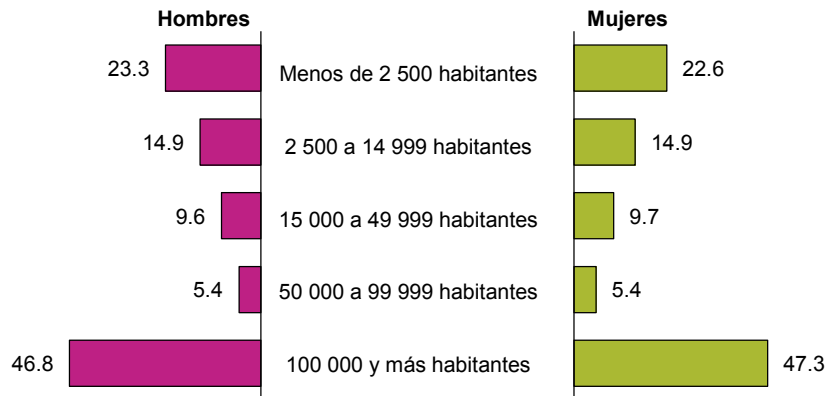 Hombres Mujeres
23.3 Menos de 2 500 habitantes 22.6
14.9 2 500 a 14 999 habitantes 14.9
9.6 15 000 a 49 999 habitantes 9.7
5.4 50 000 a 99 999 habitantes 5.4
46.8 100 000 y más habitantes 47.3